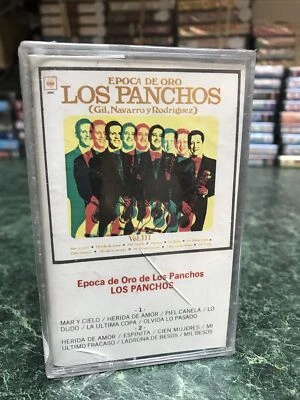 CBS
EPOCA DE ORO
LOS PANCHOS
(Gil, Navarro y Rodríguez)
Vol. III
Epoca de Oro de Los Panchos
LOS PANCHOS
- 1 -
MAR Y CIELO / HERIDA DE AMOR / PIEL CANELA / LO
DUDO / LA ULTIMA COPA / OLVIDA LO PASADO
- 2 -
HERIDA DE AMOR / ESPINITA / CIEN MUJERES / MI
ULTIMO FRACASO / LADRONA DE BESOS / MIL BESOS